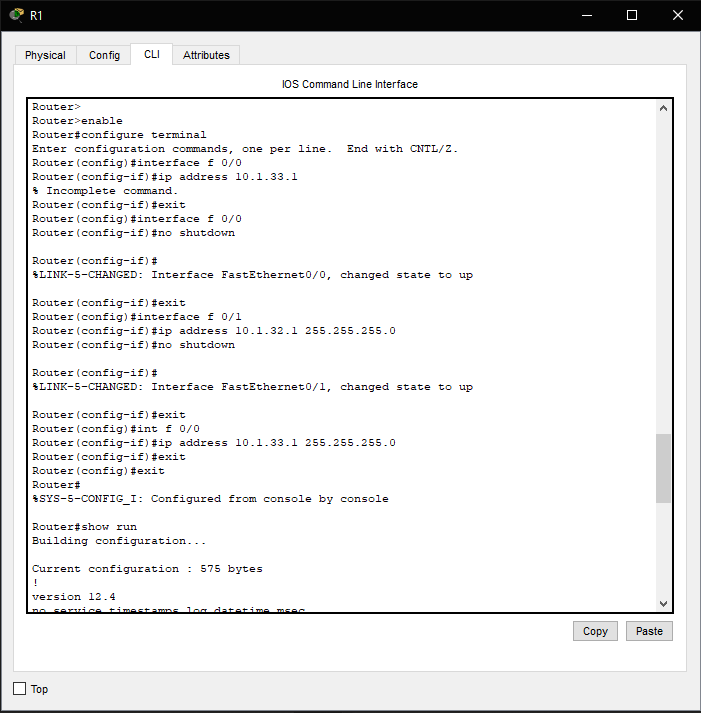 R1
Physical Config CLI Attributes
IOS Command Line Interface
Router>
Router>enable
Router#configure terminal
Enter configuration commands, one per line.  End with CNTL/Z.
Router(config)#interface f 0/0
Router(config-if)#ip address 10.1.33.1
% Incomplete command.
Router(config-if)#exit
Router(config)#interface f 0/0
Router(config-if)#no shutdown
Router(config-if)#
%LINK-5-CHANGED: Interface FastEthernet0/0, changed state to up
Router(config-if)#exit
Router(config)#interface f 0/1
Router(config-if)#ip address 10.1.32.1 255.255.255.0
Router(config-if)#no shutdown
Router(config-if)#
%LINK-5-CHANGED: Interface FastEthernet0/1, changed state to up
Router(config-if)#exit
Router(config)#int f 0/0
Router(config-if)#ip address 10.1.33.1 255.255.255.0
Router(config-if)#exit
Router(config)#exit
Router#
%SYS-5-CONFIG_I: Configured from console by console
Router#show run
Building configuration...
Current configuration : 575 bytes
!
version 12.4
no service timestamps log datetime msec
Copy Paste
Top